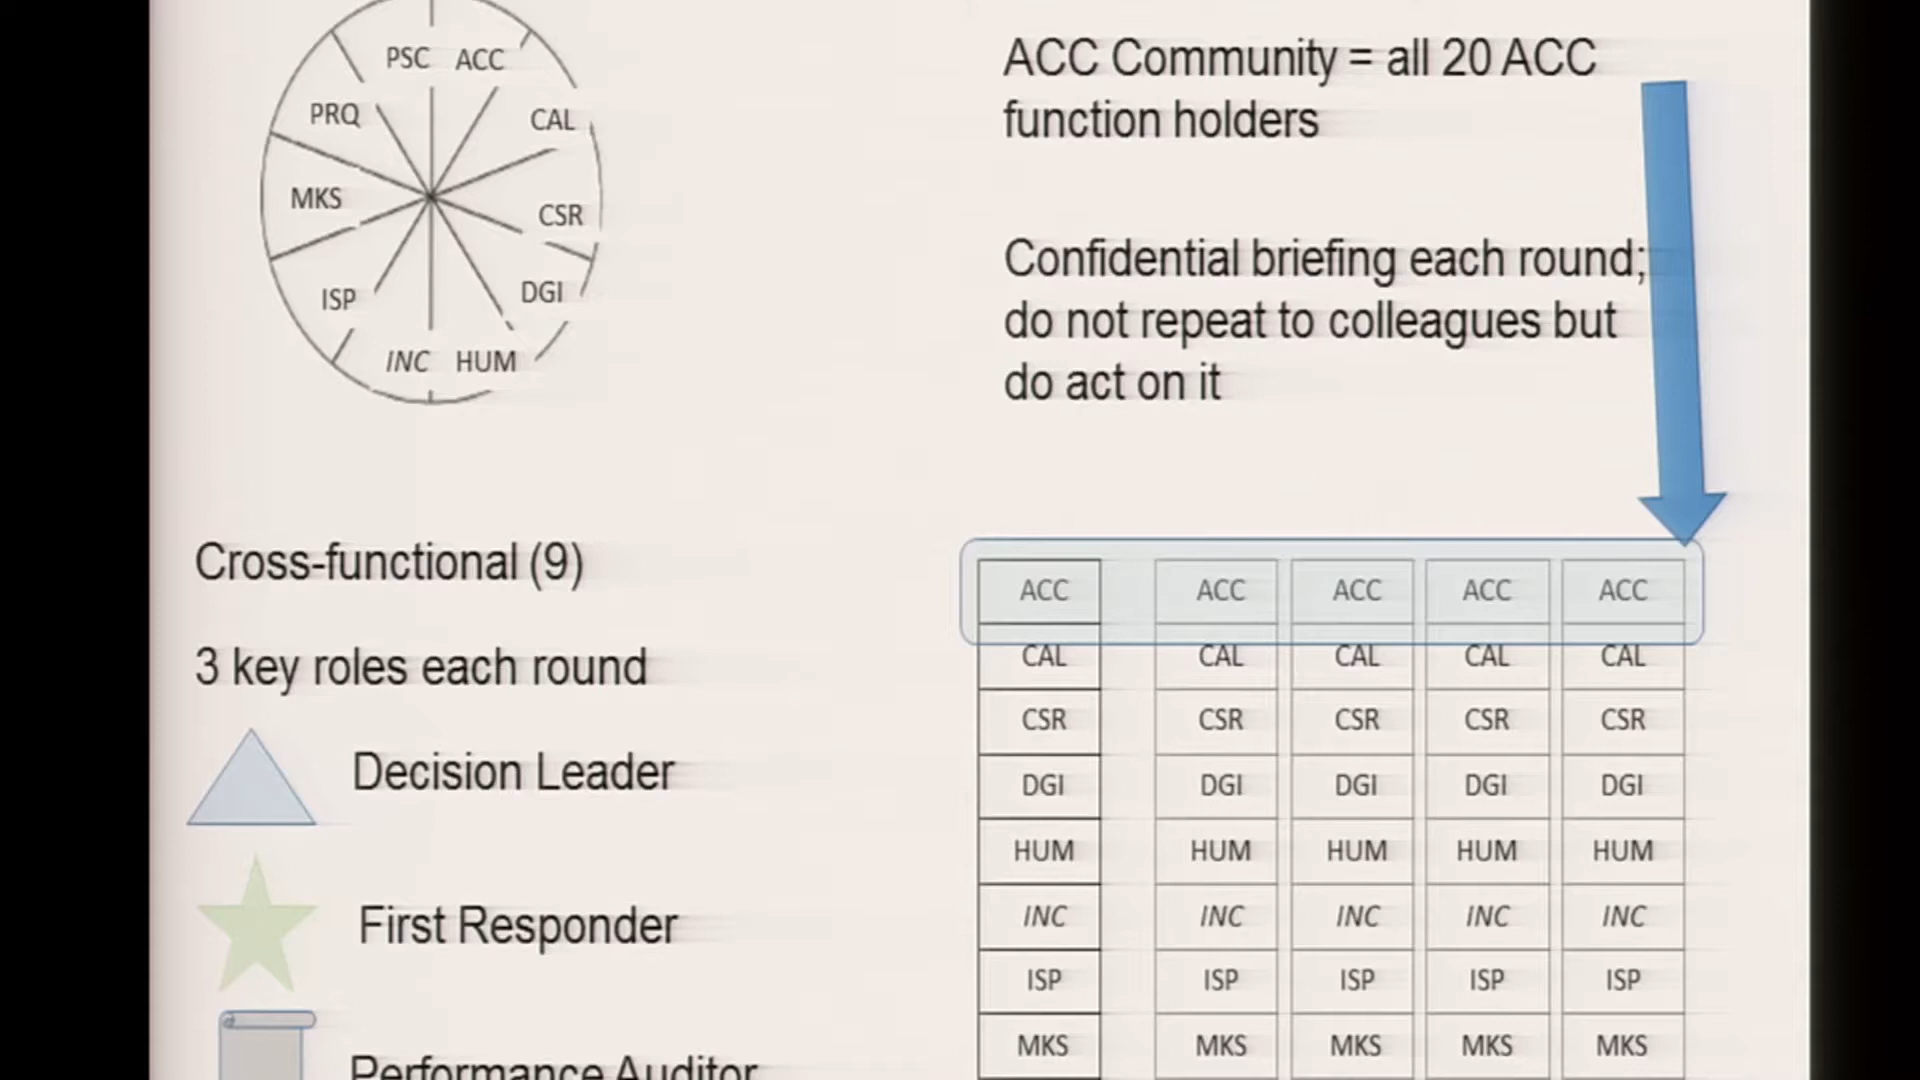 PSC ACC
PRQ CAL
MKS CSR
ISP DGI
INC HUM
ACC Community = all 20 ACC
function holders
Confidential briefing each round;
do not repeat to colleagues but
do act on it
Cross-functional (9)
3 key roles each round
Decision Leader
First Responder
Performance Auditor
ACC ACC ACC ACC ACC
CAL CAL CAL CAL CAL
CSR CSR CSR CSR CSR
DGI DGI DGI DGI DGI
HUM HUM HUM HUM HUM
INC INC INC INC INC
ISP ISP ISP ISP ISP
MKS MKS MKS MKS MKS